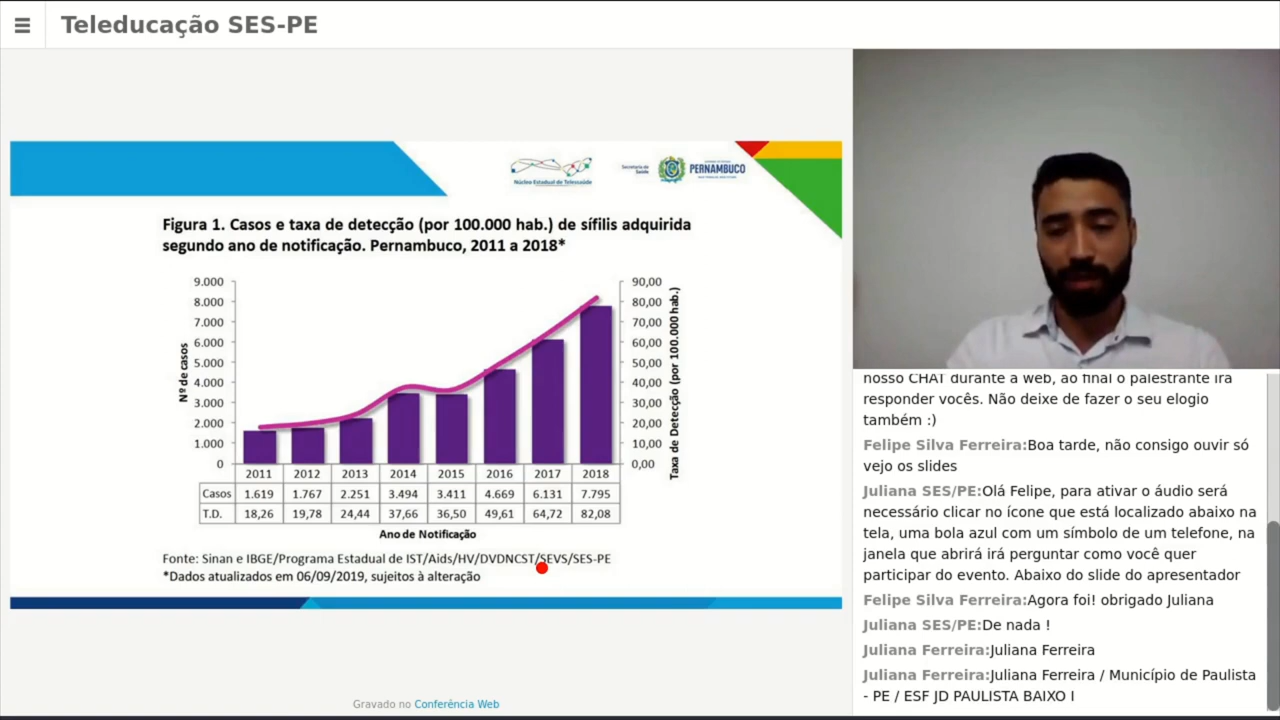 Teleducação SES-PE
Núcleo Estadual de Telessaúde
Secretaria da
Saúde
PERNAMBUCO
Figura 1. Casos e taxa de detecção (por 100.000 hab.) de sífilis adquirida
segundo ano de notificação. Pernambuco, 2011 a 2018*
Nº de casos
9.000
8.000
7.000
6.000
5.000
4.000
3.000
2.000
1.000
0
90,00
80,00
70,00
60,00
50,00
40,00
30,00
20,00
10,00
0,00
Taxa de Detecção (por 100.000 hab.)
2011 2012 2013 2014 2015 2016 2017 2018
Casos 1.619 1.767 2.251 3.494 3.411 4.669 6.131 7.795
T.D. 18,26 19,78 24,44 37,66 36,50 49,61 64,72 82,08
Ano de Notificação
Fonte: Sinan e IBGE/Programa Estadual de IST/Aids/HV/DVDNCST/SEVS/SES-PE
*Dados atualizados em 06/09/2019, sujeitos à alteração
Gravado no Conferência Web
nosso CHAT durante a web, ao final o palestrante irá
responder vocês. Não deixe de fazer o seu elogio
também :)
Felipe Silva Ferreira:Boa tarde, não consigo ouvir só
vejo os slides
Juliana SES/PE:Olá Felipe, para ativar o áudio será
necessário clicar no ícone que está localizado abaixo na
tela, uma bola azul com um símbolo de um telefone, na
janela que abrirá irá perguntar como você quer
participar do evento. Abaixo do slide do apresentador
Felipe Silva Ferreira:Agora foi! obrigado Juliana
Juliana SES/PE:De nada !
Juliana Ferreira:Juliana Ferreira
Juliana Ferreira:Juliana Ferreira / Município de Paulista
- PE / ESF JD PAULISTA BAIXO I